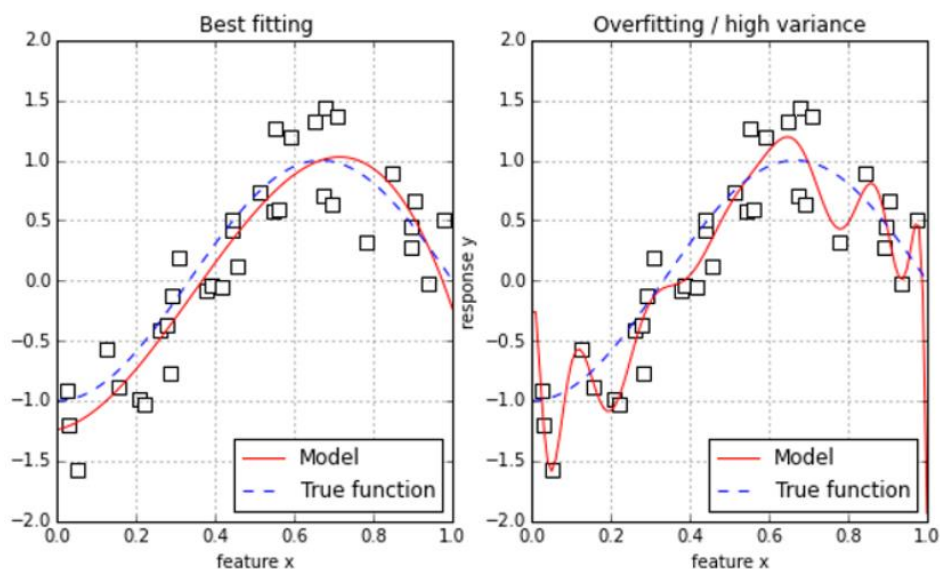 Best fitting
2.0
1.5
1.0
0.5
0.0
−0.5
−1.0
−1.5
−2.0
Model
True function
0.0 0.2 0.4 0.6 0.8 1.0
feature x
Overfitting / high variance
response y
2.0
1.5
1.0
0.5
0.0
−0.5
−1.0
−1.5
−2.0
Model
True function
0.0 0.2 0.4 0.6 0.8 1.0
feature x